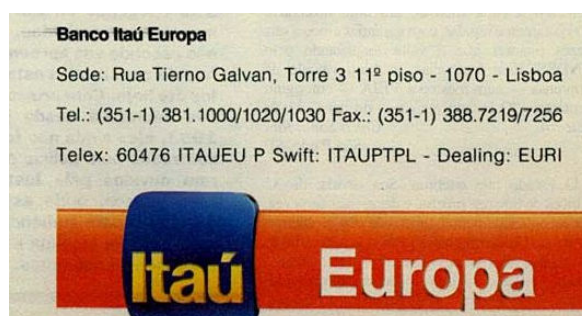 Banco Itaú Europa
Sede: Rua Tierno Galvan, Torre 3 11º piso - 1070 - Lisboa
Tel.: (351-1) 381.1000/1020/1030 Fax.: (351-1) 388.7219/7256
Telex: 60476 ITAUEU P Swift: ITAUPTPL - Dealing: EURI
Itaú Europa